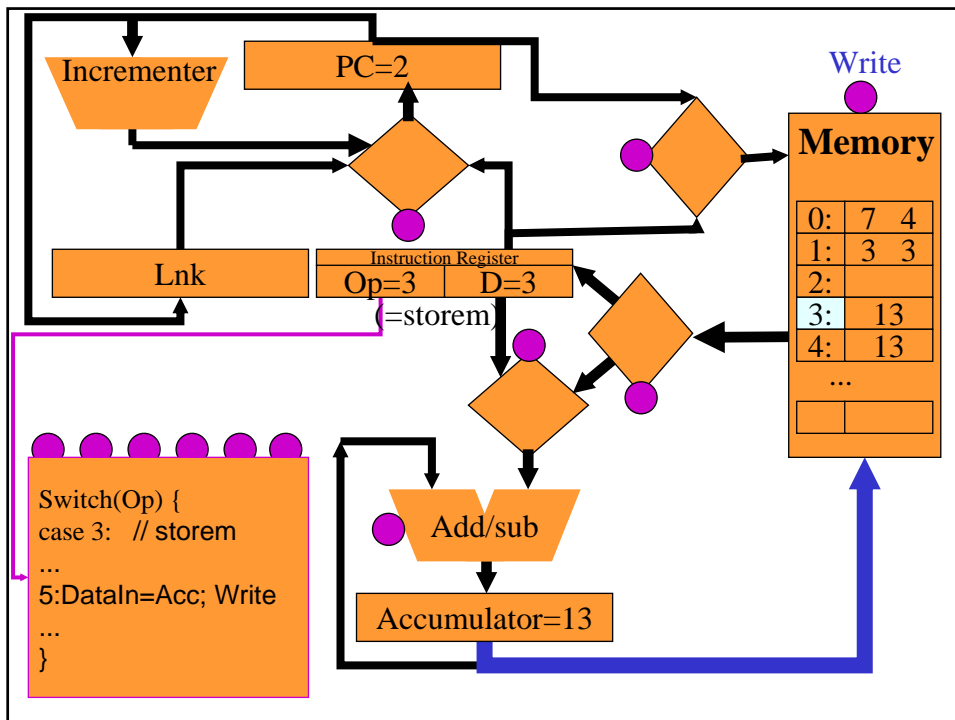 Incrementer
PC=2
Write
Memory
0: 7 4
1: 3 3
2:
3: 13
4: 13
...
Lnk
Instruction Register
Op=3 D=3
(=storem)
Switch(Op) {
case 3: // storem
...
5:DataIn=Acc; Write
...
}
Add/sub
Accumulator=13